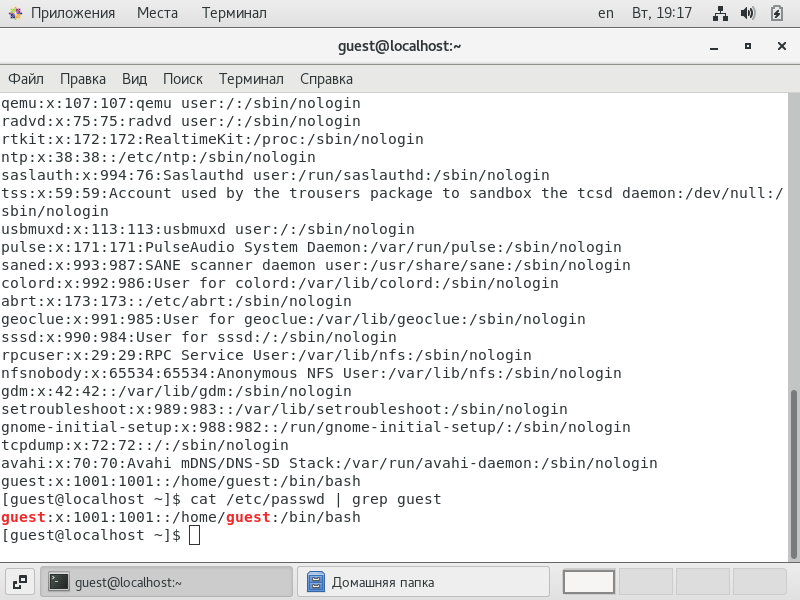 Приложения Места Терминал en Вт, 19:17
guest@localhost:~
Файл Правка Вид Поиск Терминал Справка
qemu:x:107:107:qemu user:/:/sbin/nologin
radvd:x:75:75:radvd user:/:/sbin/nologin
rtkit:x:172:172:RealtimeKit:/proc:/sbin/nologin
ntp:x:38:38::/etc/ntp:/sbin/nologin
saslauth:x:994:76:Saslauthd user:/run/saslauthd:/sbin/nologin
tss:x:59:59:Account used by the trousers package to sandbox the tcsd daemon:/dev/null:/
sbin/nologin
usbmuxd:x:113:113:usbmuxd user:/:/sbin/nologin
pulse:x:171:171:PulseAudio System Daemon:/var/run/pulse:/sbin/nologin
saned:x:993:987:SANE scanner daemon user:/usr/share/sane:/sbin/nologin
colord:x:992:986:User for colord:/var/lib/colord:/sbin/nologin
abrt:x:173:173::/etc/abrt:/sbin/nologin
geoclue:x:991:985:User for geoclue:/var/lib/geoclue:/sbin/nologin
sssd:x:990:984:User for sssd:/:/sbin/nologin
rpcuser:x:29:29:RPC Service User:/var/lib/nfs:/sbin/nologin
nfsnobody:x:65534:65534:Anonymous NFS User:/var/lib/nfs:/sbin/nologin
gdm:x:42:42::/var/lib/gdm:/sbin/nologin
setroubleshoot:x:989:983::/var/lib/setroubleshoot:/sbin/nologin
gnome-initial-setup:x:988:982::/run/gnome-initial-setup/:/sbin/nologin
tcpdump:x:72:72::/:/sbin/nologin
avahi:x:70:70:Avahi mDNS/DNS-SD Stack:/var/run/avahi-daemon:/sbin/nologin
guest:x:1001:1001::/home/guest:/bin/bash
[guest@localhost ~]$ cat /etc/passwd | grep guest
guest:x:1001:1001::/home/guest:/bin/bash
[guest@localhost ~]$
guest@localhost:~ Домашняя папка